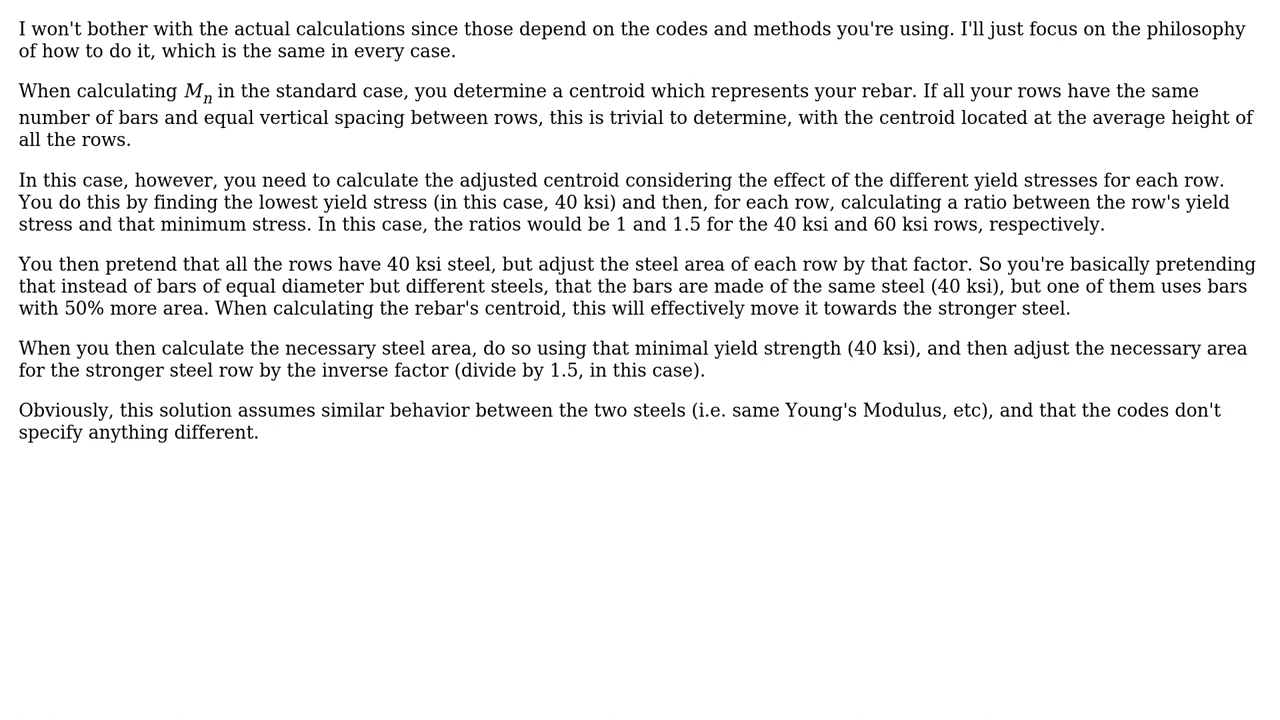 I won't bother with the actual calculations since those depend on the codes and methods you're using. I'll just focus on the philosophy
of how to do it, which is the same in every case.
When calculating Mn in the standard case, you determine a centroid which represents your rebar. If all your rows have the same
number of bars and equal vertical spacing between rows, this is trivial to determine, with the centroid located at the average height of
all the rows.
In this case, however, you need to calculate the adjusted centroid considering the effect of the different yield stresses for each row.
You do this by finding the lowest yield stress (in this case, 40 ksi) and then, for each row, calculating a ratio between the row's yield
stress and that minimum stress. In this case, the ratios would be 1 and 1.5 for the 40 ksi and 60 ksi rows, respectively.
You then pretend that all the rows have 40 ksi steel, but adjust the steel area of each row by that factor. So you're basically pretending
that instead of bars of equal diameter but different steels, that the bars are made of the same steel (40 ksi), but one of them uses bars
with 50% more area. When calculating the rebar's centroid, this will effectively move it towards the stronger steel.
When you then calculate the necessary steel area, do so using that minimal yield strength (40 ksi), and then adjust the necessary area
for the stronger steel row by the inverse factor (divide by 1.5, in this case).
Obviously, this solution assumes similar behavior between the two steels (i.e. same Young's Modulus, etc), and that the codes don't
specify anything different.